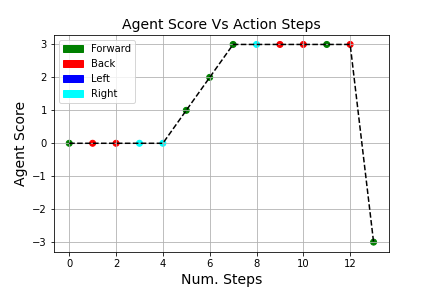 Agent Score Vs Action Steps
Forward
Back
Left
Right
3
2
1
0
−1
−2
−3
Agent Score
0 2 4 6 8 10 12
Num. Steps